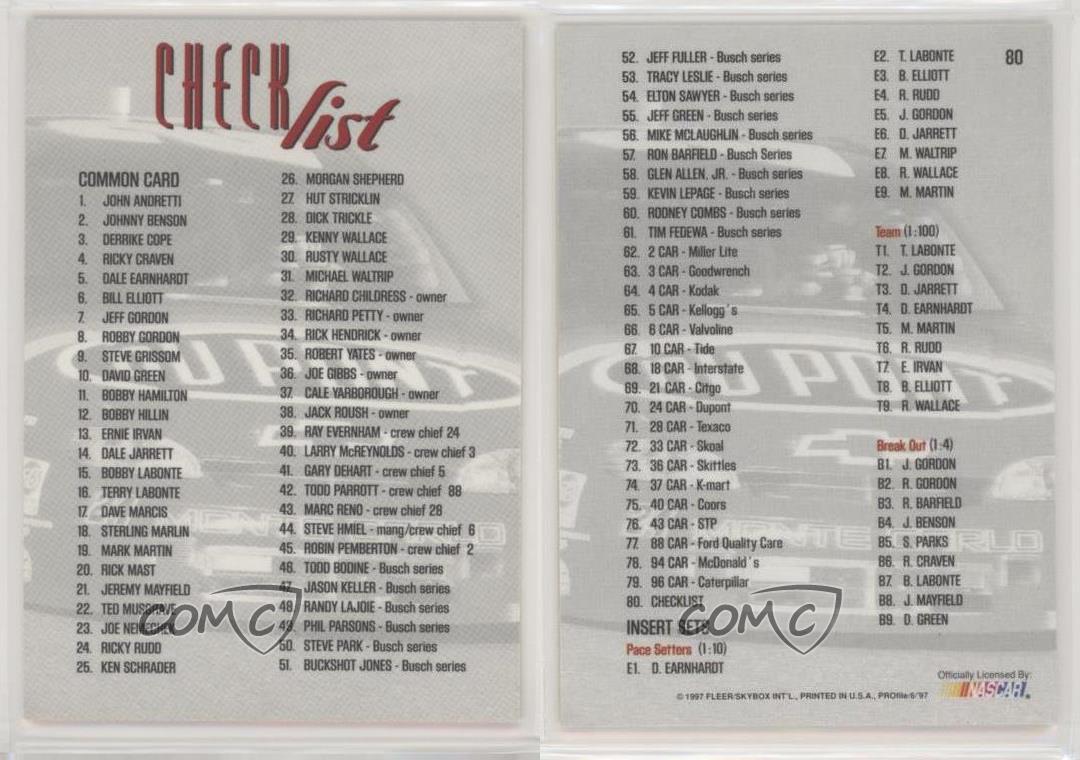 CHECK list
COMMON CARD
1. JOHN ANDRETTI
2. JOHNNY BENSON
3. DERRIKE COPE
4. RICKY CRAVEN
5. DALE EARNHARDT
6. BILL ELLIOTT
7. JEFF GORDON
8. ROBBY GORDON
9. STEVE GRISSOM
10. DAVID GREEN
11. BOBBY HAMILTON
12. BOBBY HILLIN
13. ERNIE IRVAN
14. DALE JARRETT
15. BOBBY LABONTE
16. TERRY LABONTE
17. DAVE MARCIS
18. STERLING MARLIN
19. MARK MARTIN
20. RICK MAST
21. JEREMY MAYFIELD
22. TED MUSGRAVE
23. JOE NEMECHEK
24. RICKY RUDD
25. KEN SCHRADER
26. MORGAN SHEPHERD
27. HUT STRICKLIN
28. DICK TRICKLE
29. KENNY WALLACE
30. RUSTY WALLACE
31. MICHAEL WALTRIP
32. RICHARD CHILDRESS - owner
33. RICHARD PETTY - owner
34. RICK HENDRICK - owner
35. ROBERT YATES - owner
36. JOE GIBBS - owner
37. CALE YARBOROUGH - owner
38. JACK ROUSH - owner
39. RAY EVERNHAM - crew chief 24
40. LARRY McREYNOLDS - crew chief 3
41. GARY DEHART - crew chief 5
42. TODD PARROTT - crew chief 88
43. MARC RENO - crew chief 28
44. STEVE HMIEL - mang/crew chief 6
45. ROBIN PEMBERTON - crew chief 2
46. TODD BODINE - Busch series
47. JASON KELLER - Busch series
48. RANDY LAJOIE - Busch series
49. PHIL PARSONS - Busch series
50. STEVE PARK - Busch series
51. BUCKSHOT JONES - Busch series
COMC
52. JEFF FULLER - Busch series
53. TRACY LESLIE - Busch series
54. ELTON SAWYER - Busch series
55. JEFF GREEN - Busch series
56. MIKE MCLAUGHLIN - Busch series
57. RON BARFIELD - Busch Series
58. GLEN ALLEN, JR. - Busch series
59. KEVIN LEPAGE - Busch series
60. RODNEY COMBS - Busch series
61. TIM FEDEWA - Busch series
62. 2 CAR - Miller Lite
63. 3 CAR - Goodwrench
64. 4 CAR - Kodak
65. 5 CAR - Kellogg's
66. 6 CAR - Valvoline
67. 10 CAR - Tide
68. 18 CAR - Interstate
69. 21 CAR - Citgo
70. 24 CAR - Dupont
71. 28 CAR - Texaco
72. 33 CAR - Skoal
73. 36 CAR - Skittles
74. 37 CAR - K-mart
75. 40 CAR - Coors
76. 43 CAR - STP
77. 88 CAR - Ford Quality Care
78. 94 CAR - McDonald's
79. 96 CAR - Caterpillar
80. CHECKLIST
INSERT SETS
Pace Setters (1:10)
E1. D. EARNHARDT
E2. T. LABONTE
E3. B. ELLIOTT
E4. R. RUDD
E5. J. GORDON
E6. D. JARRETT
E7. M. WALTRIP
E8. R. WALLACE
E9. M. MARTIN
Team (1:100)
T1. T. LABONTE
T2. J. GORDON
T3. D. JARRETT
T4. D. EARNHARDT
T5. M. MARTIN
T6. R. RUDD
T7. E. IRVAN
T8. B. ELLIOTT
T9. R. WALLACE
Break Out (1:4)
B1. J. GORDON
B2. R. GORDON
B3. R. BARFIELD
B4. J. BENSON
B5. S. PARKS
B6. R. CRAVEN
B7. B. LABONTE
B8. J. MAYFIELD
B9. D. GREEN
80
COMC
Officially Licensed By:
NASCAR®
© 1997 FLEER/SKYBOX INT'L., PRINTED IN U.S.A., PROfile/6/'97
DU PONT
DU PONT